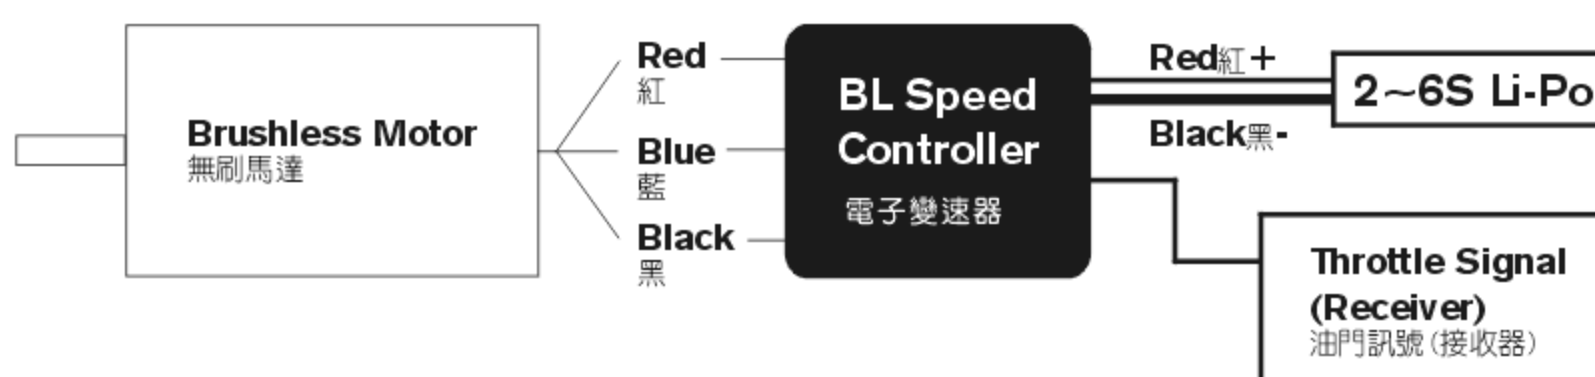 Brushless Motor
無刷馬達
Red
紅
Blue
藍
Black
黑
BL Speed
Controller
電子變速器
Red紅+
Black黑-
2~6S Li-Po
Throttle Signal
(Receiver)
油門訊號(接收器)